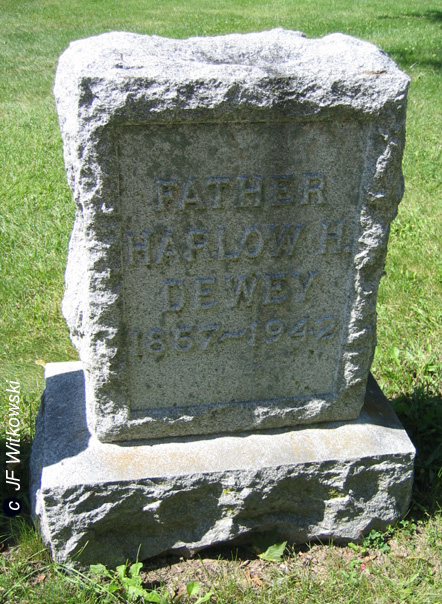 FATHER
HARLOW H.
DEWEY
1857-1942
c JF Witkowski